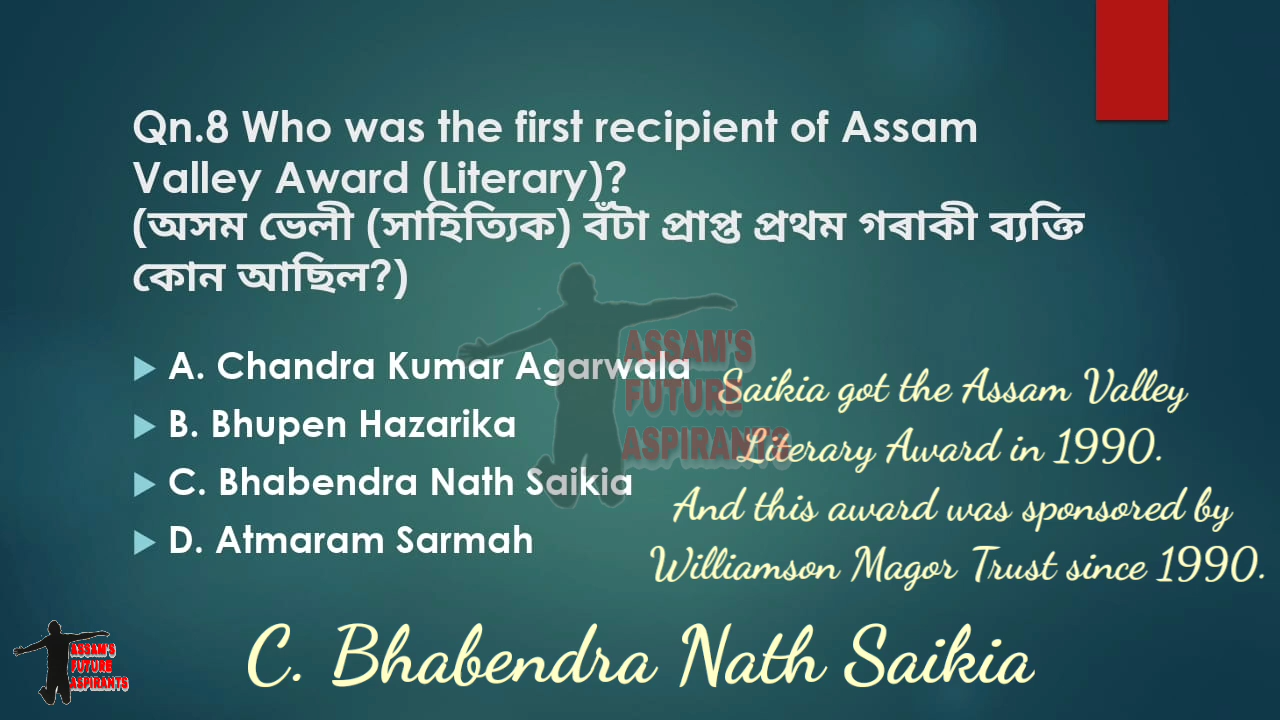 Qn.8 Who was the first recipient of Assam
Valley Award (Literary)?
(অসম ভেলী (সাহিত্যিক) বঁটা প্ৰাপ্ত প্ৰথম গৰাকী ব্যক্তি
কোন আছিল?)
A. Chandra Kumar Agarwala
B. Bhupen Hazarika
C. Bhabendra Nath Saikia
D. Atmaram Sarmah
ASSAM'S
FUTURE
ASPIRANTS
Saikia got the Assam Valley
Literary Award in 1990.
And this award was sponsored by
Williamson Magor Trust since 1990.
C. Bhabendra Nath Saikia
ASSAM'S
FUTURE
ASPIRANTS